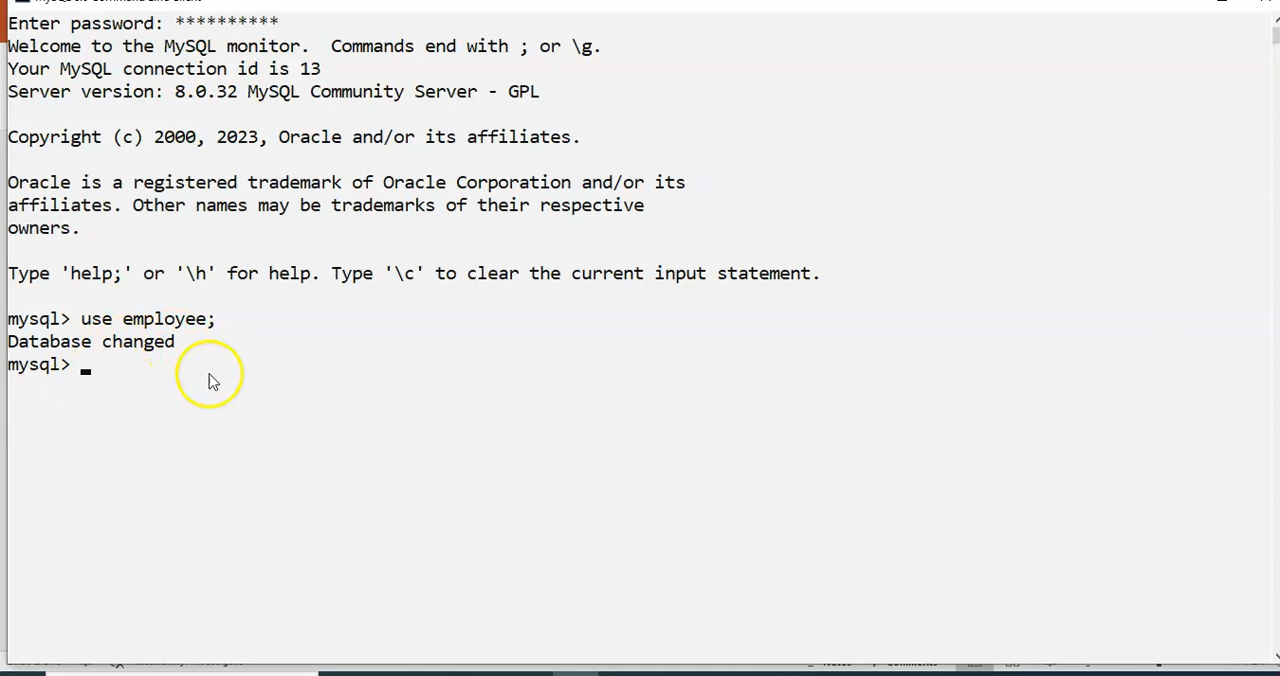 Enter password: **********
Welcome to the MySQL monitor.  Commands end with ; or \g.
Your MySQL connection id is 13
Server version: 8.0.32 MySQL Community Server - GPL
Copyright (c) 2000, 2023, Oracle and/or its affiliates.
Oracle is a registered trademark of Oracle Corporation and/or its
affiliates. Other names may be trademarks of their respective
owners.
Type 'help;' or '\h' for help. Type '\c' to clear the current input statement.
mysql> use employee;
Database changed
mysql>